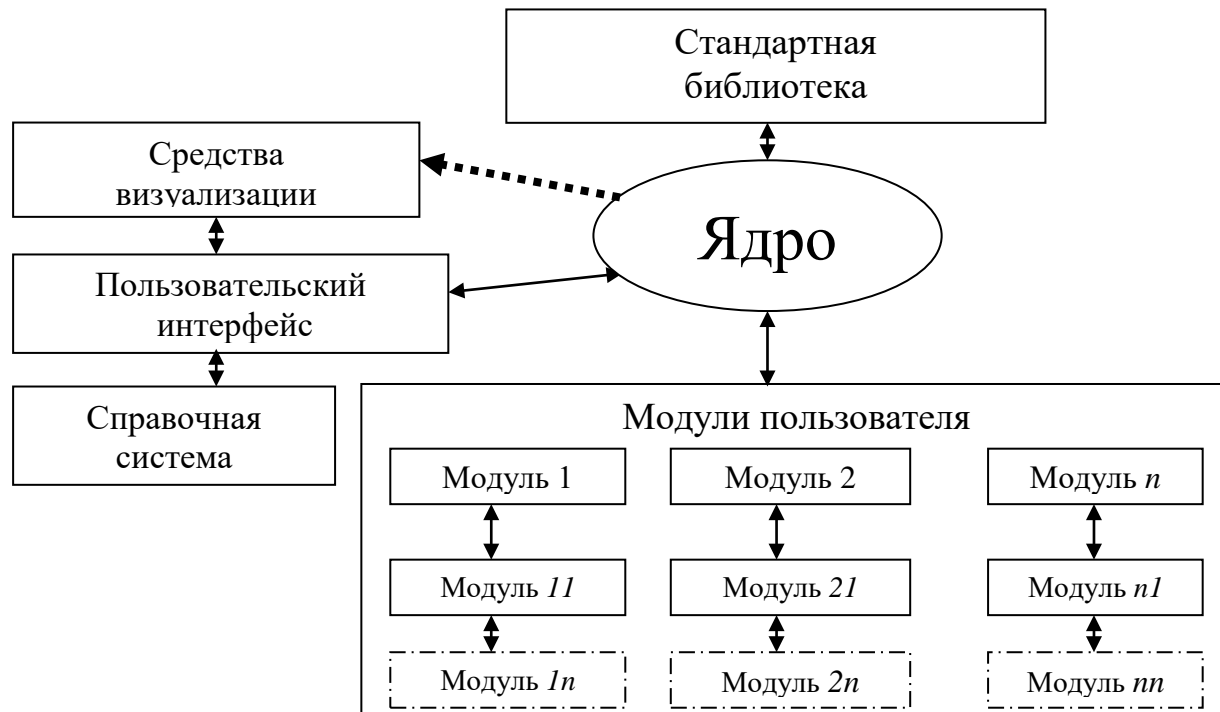 Стандартная
библиотека
Средства
визуализации
Ядро
Пользовательский
интерфейс
Справочная
система
Модули пользователя
Модуль 1
Модуль 2
Модуль n
Модуль 11
Модуль 21
Модуль n1
Модуль 1n
Модуль 2n
Модуль nn